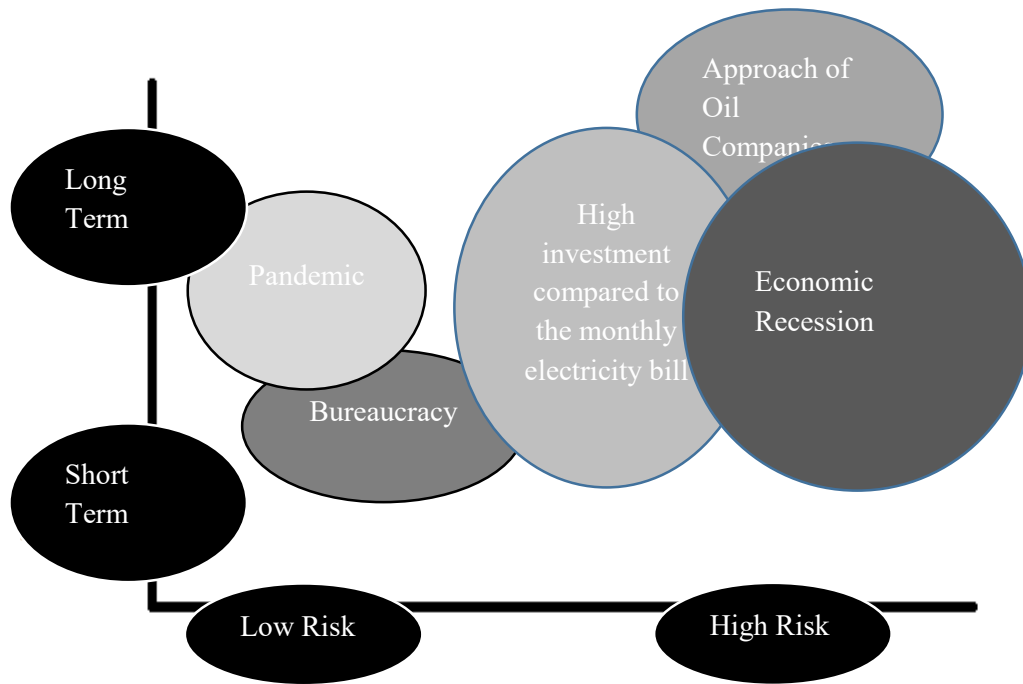 Approach of
Oil
Companies
Long
Term
High
investment
compared to
the monthly
electricity bill
Pandemic
Economic
Recession
Bureaucracy
Short
Term
Low Risk
High Risk